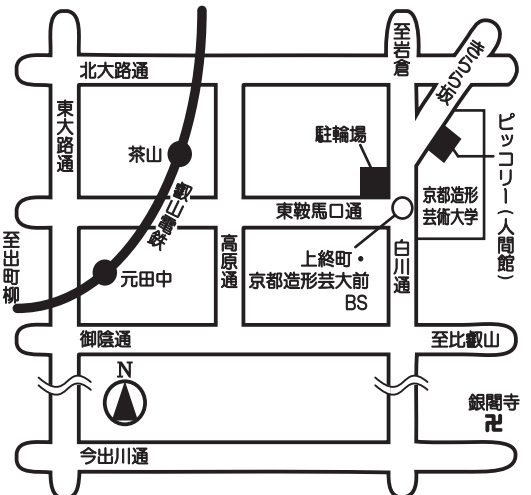 至岩倉
きらら坂
北大路通
東大路通
駐輪場
ピッコリー（人間館）
茶山
叡山電鉄
京都造形
芸術大学
東鞍馬口通
至出町柳
高原通
上終町・
京都造形芸大前
BS
白川通
元田中
御陰通
至比叡山
N
銀閣寺
卍
今出川通